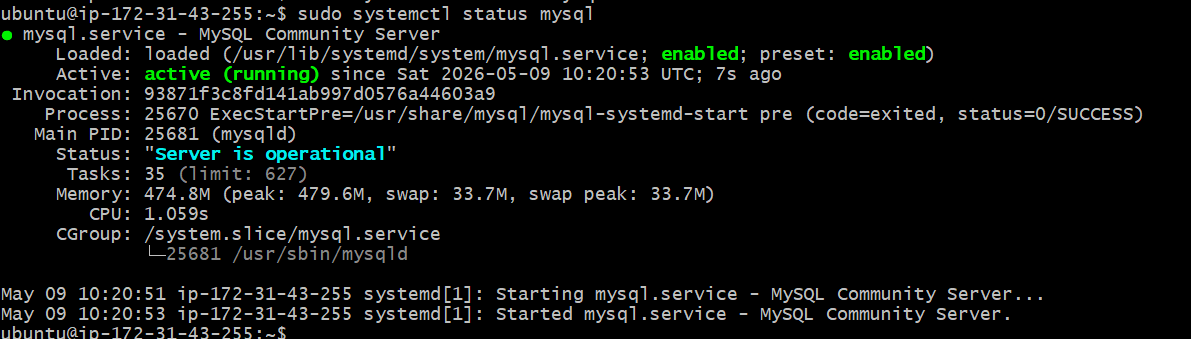 ubuntu@ip-172-31-43-255:~$ sudo systemctl status mysql
● mysql.service - MySQL Community Server
     Loaded: loaded (/usr/lib/systemd/system/mysql.service; enabled; preset: enabled)
     Active: active (running) since Sat 2026-05-09 10:20:53 UTC; 7s ago
 Invocation: 93871f3c8fd141ab997d0576a44603a9
    Process: 25670 ExecStartPre=/usr/share/mysql/mysql-systemd-start pre (code=exited, status=0/SUCCESS)
   Main PID: 25681 (mysqld)
     Status: "Server is operational"
      Tasks: 35 (limit: 627)
     Memory: 474.8M (peak: 479.6M, swap: 33.7M, swap peak: 33.7M)
        CPU: 1.059s
     CGroup: /system.slice/mysql.service
             └─25681 /usr/sbin/mysqld

May 09 10:20:51 ip-172-31-43-255 systemd[1]: Starting mysql.service - MySQL Community Server...
May 09 10:20:53 ip-172-31-43-255 systemd[1]: Started mysql.service - MySQL Community Server.
ubuntu@ip-172-31-43-255:~$